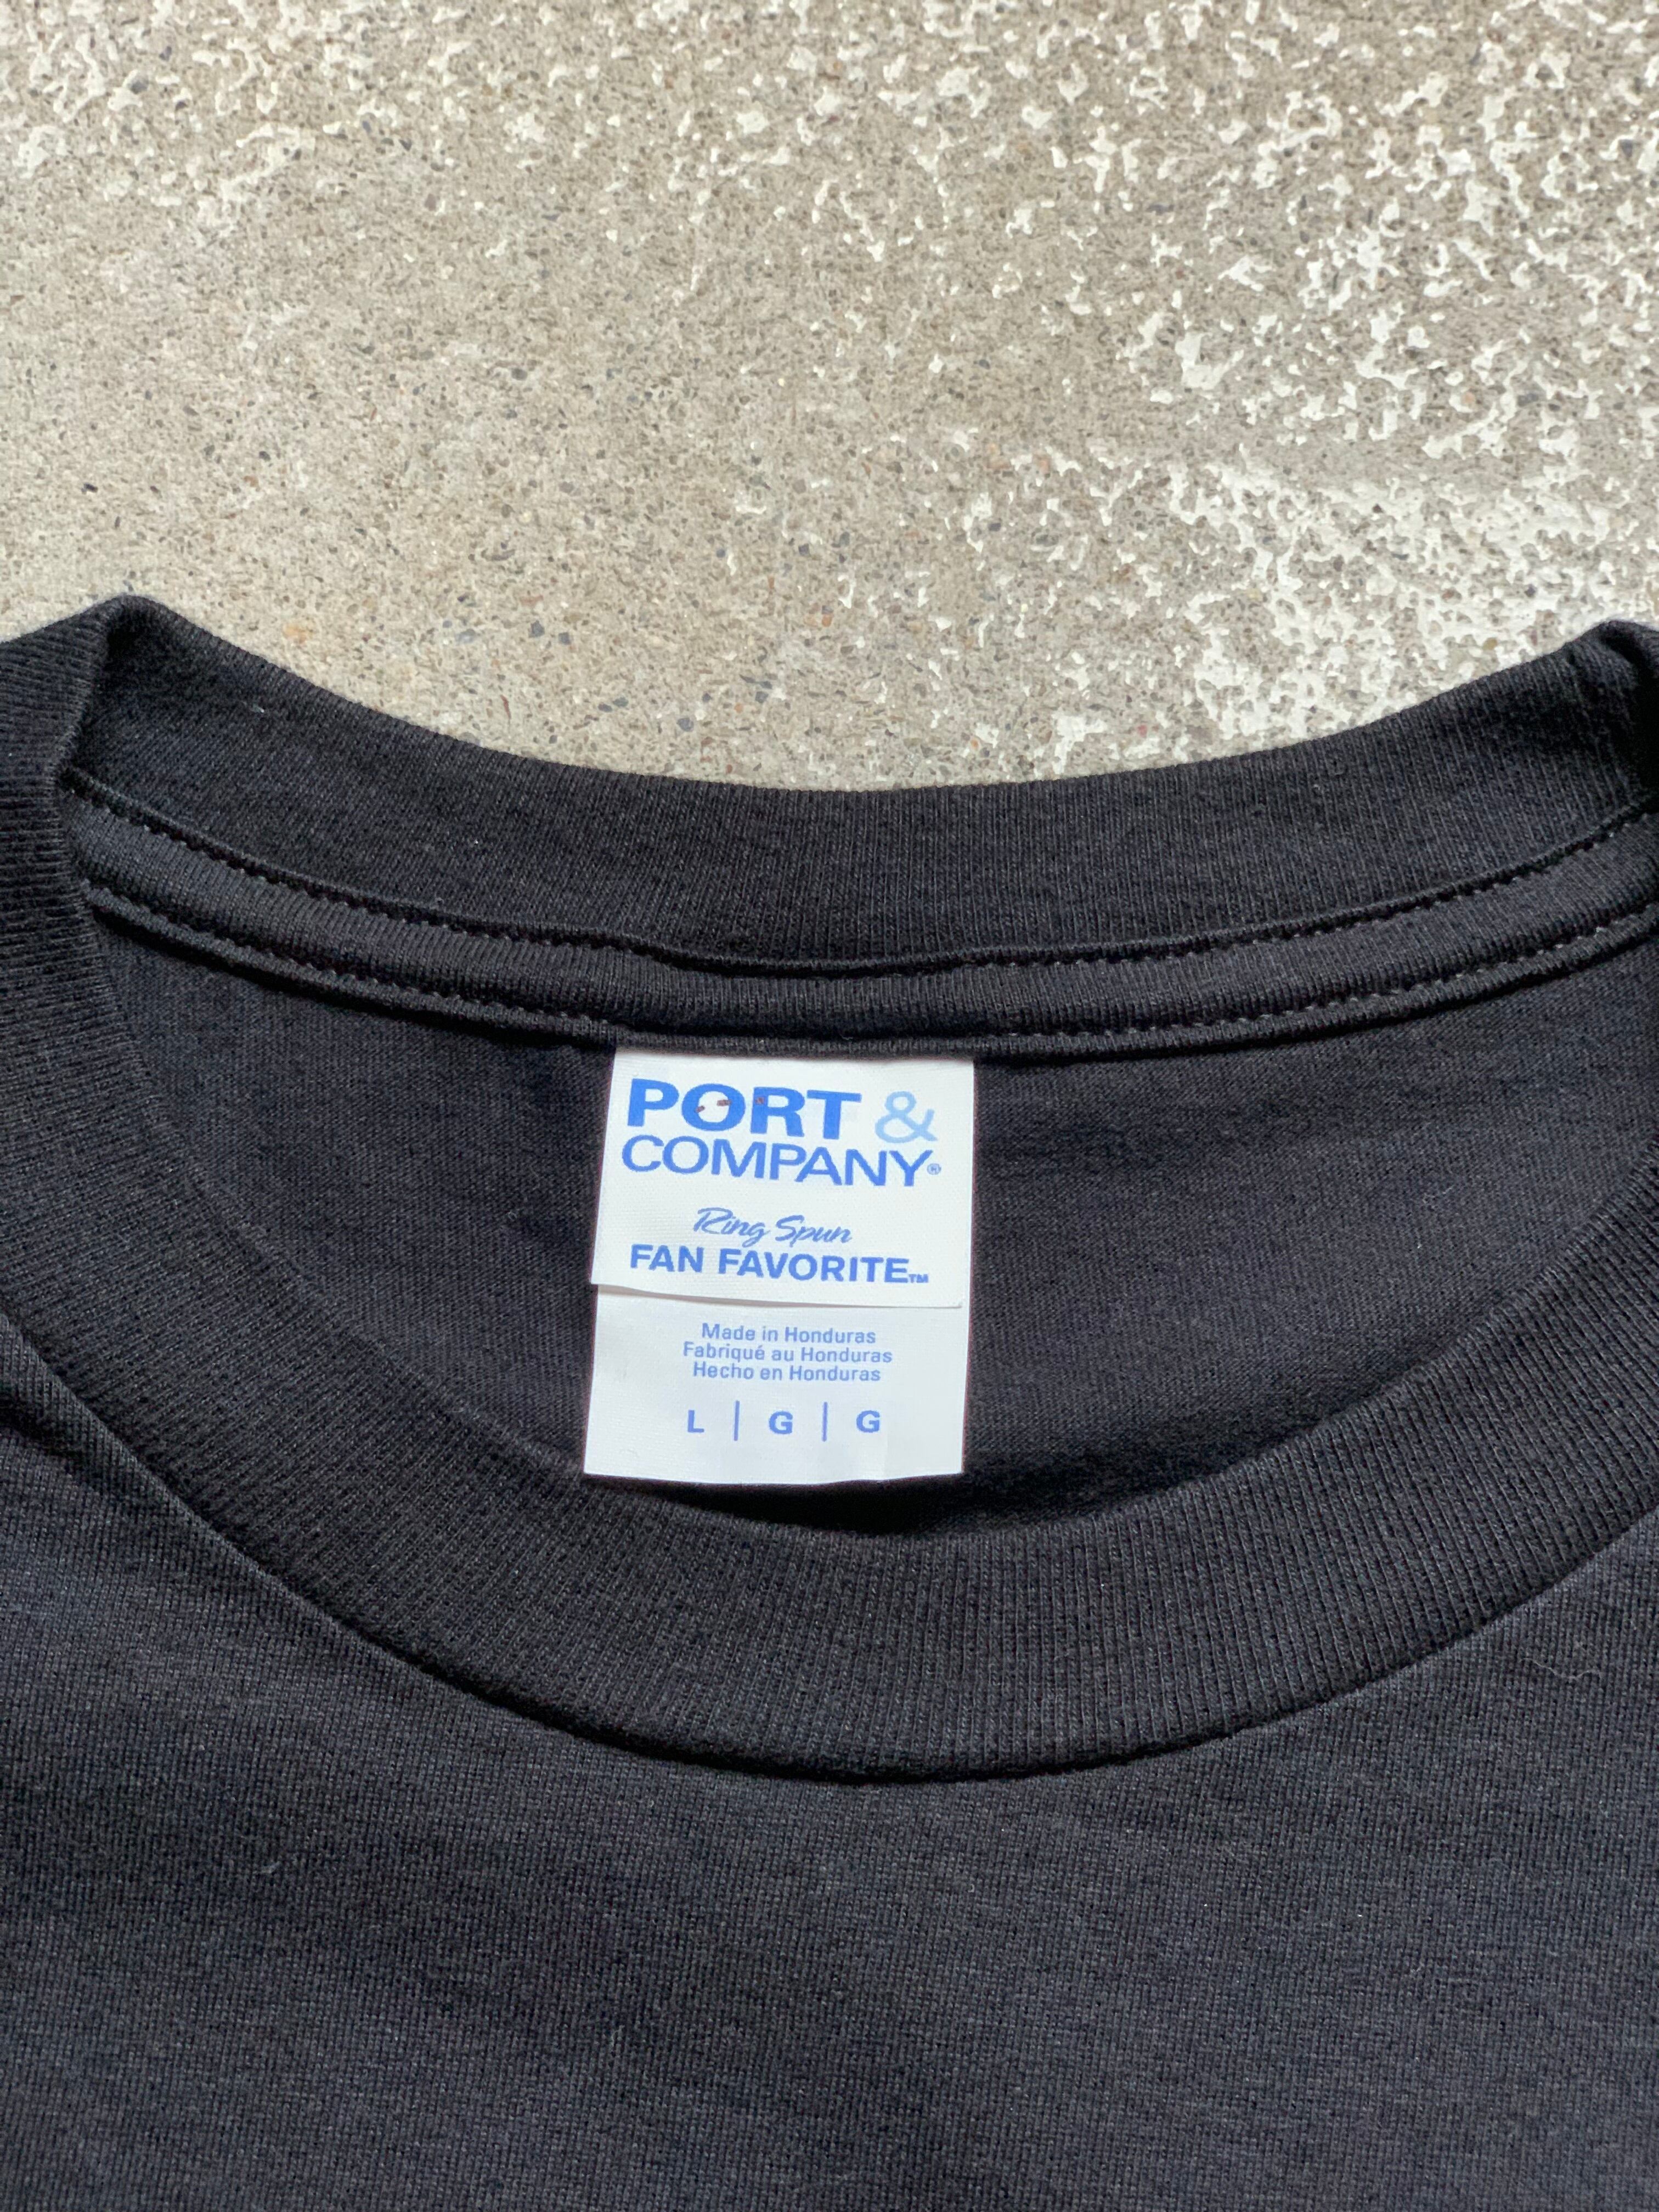 PORT &
COMPANY®
Ring Spun
FAN FAVORITE™
Made in Honduras
Fabriqué au Honduras
Hecho en Honduras
L | G | G